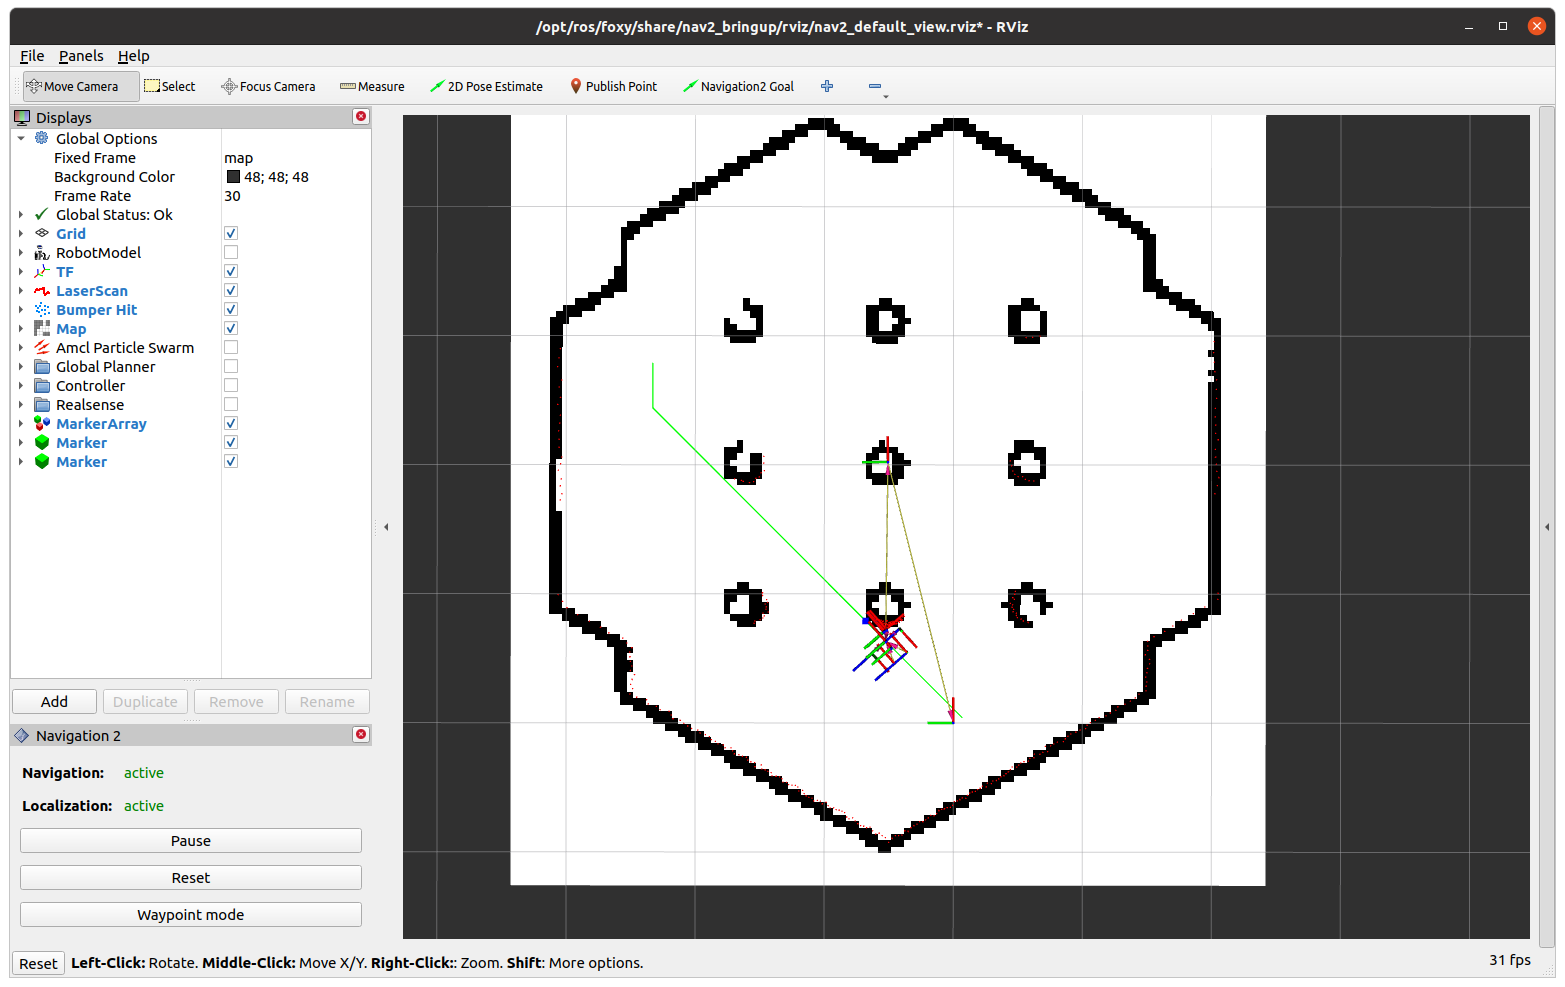 /opt/ros/foxy/share/nav2_bringup/rviz/nav2_default_view.rviz* - RViz
File Panels Help
Move Camera Select Focus Camera Measure 2D Pose Estimate Publish Point Navigation2 Goal
Displays
Global Options
Fixed Frame map
Background Color 48; 48; 48
Frame Rate 30
Global Status: Ok
Grid
RobotModel
TF
LaserScan
Bumper Hit
Map
Amcl Particle Swarm
Global Planner
Controller
Realsense
MarkerArray
Marker
Marker
Add Duplicate Remove Rename
Navigation 2
Navigation: active
Localization: active
Pause
Reset
Waypoint mode
Reset Left-Click: Rotate. Middle-Click: Move X/Y. Right-Click:: Zoom. Shift: More options. 31 fps